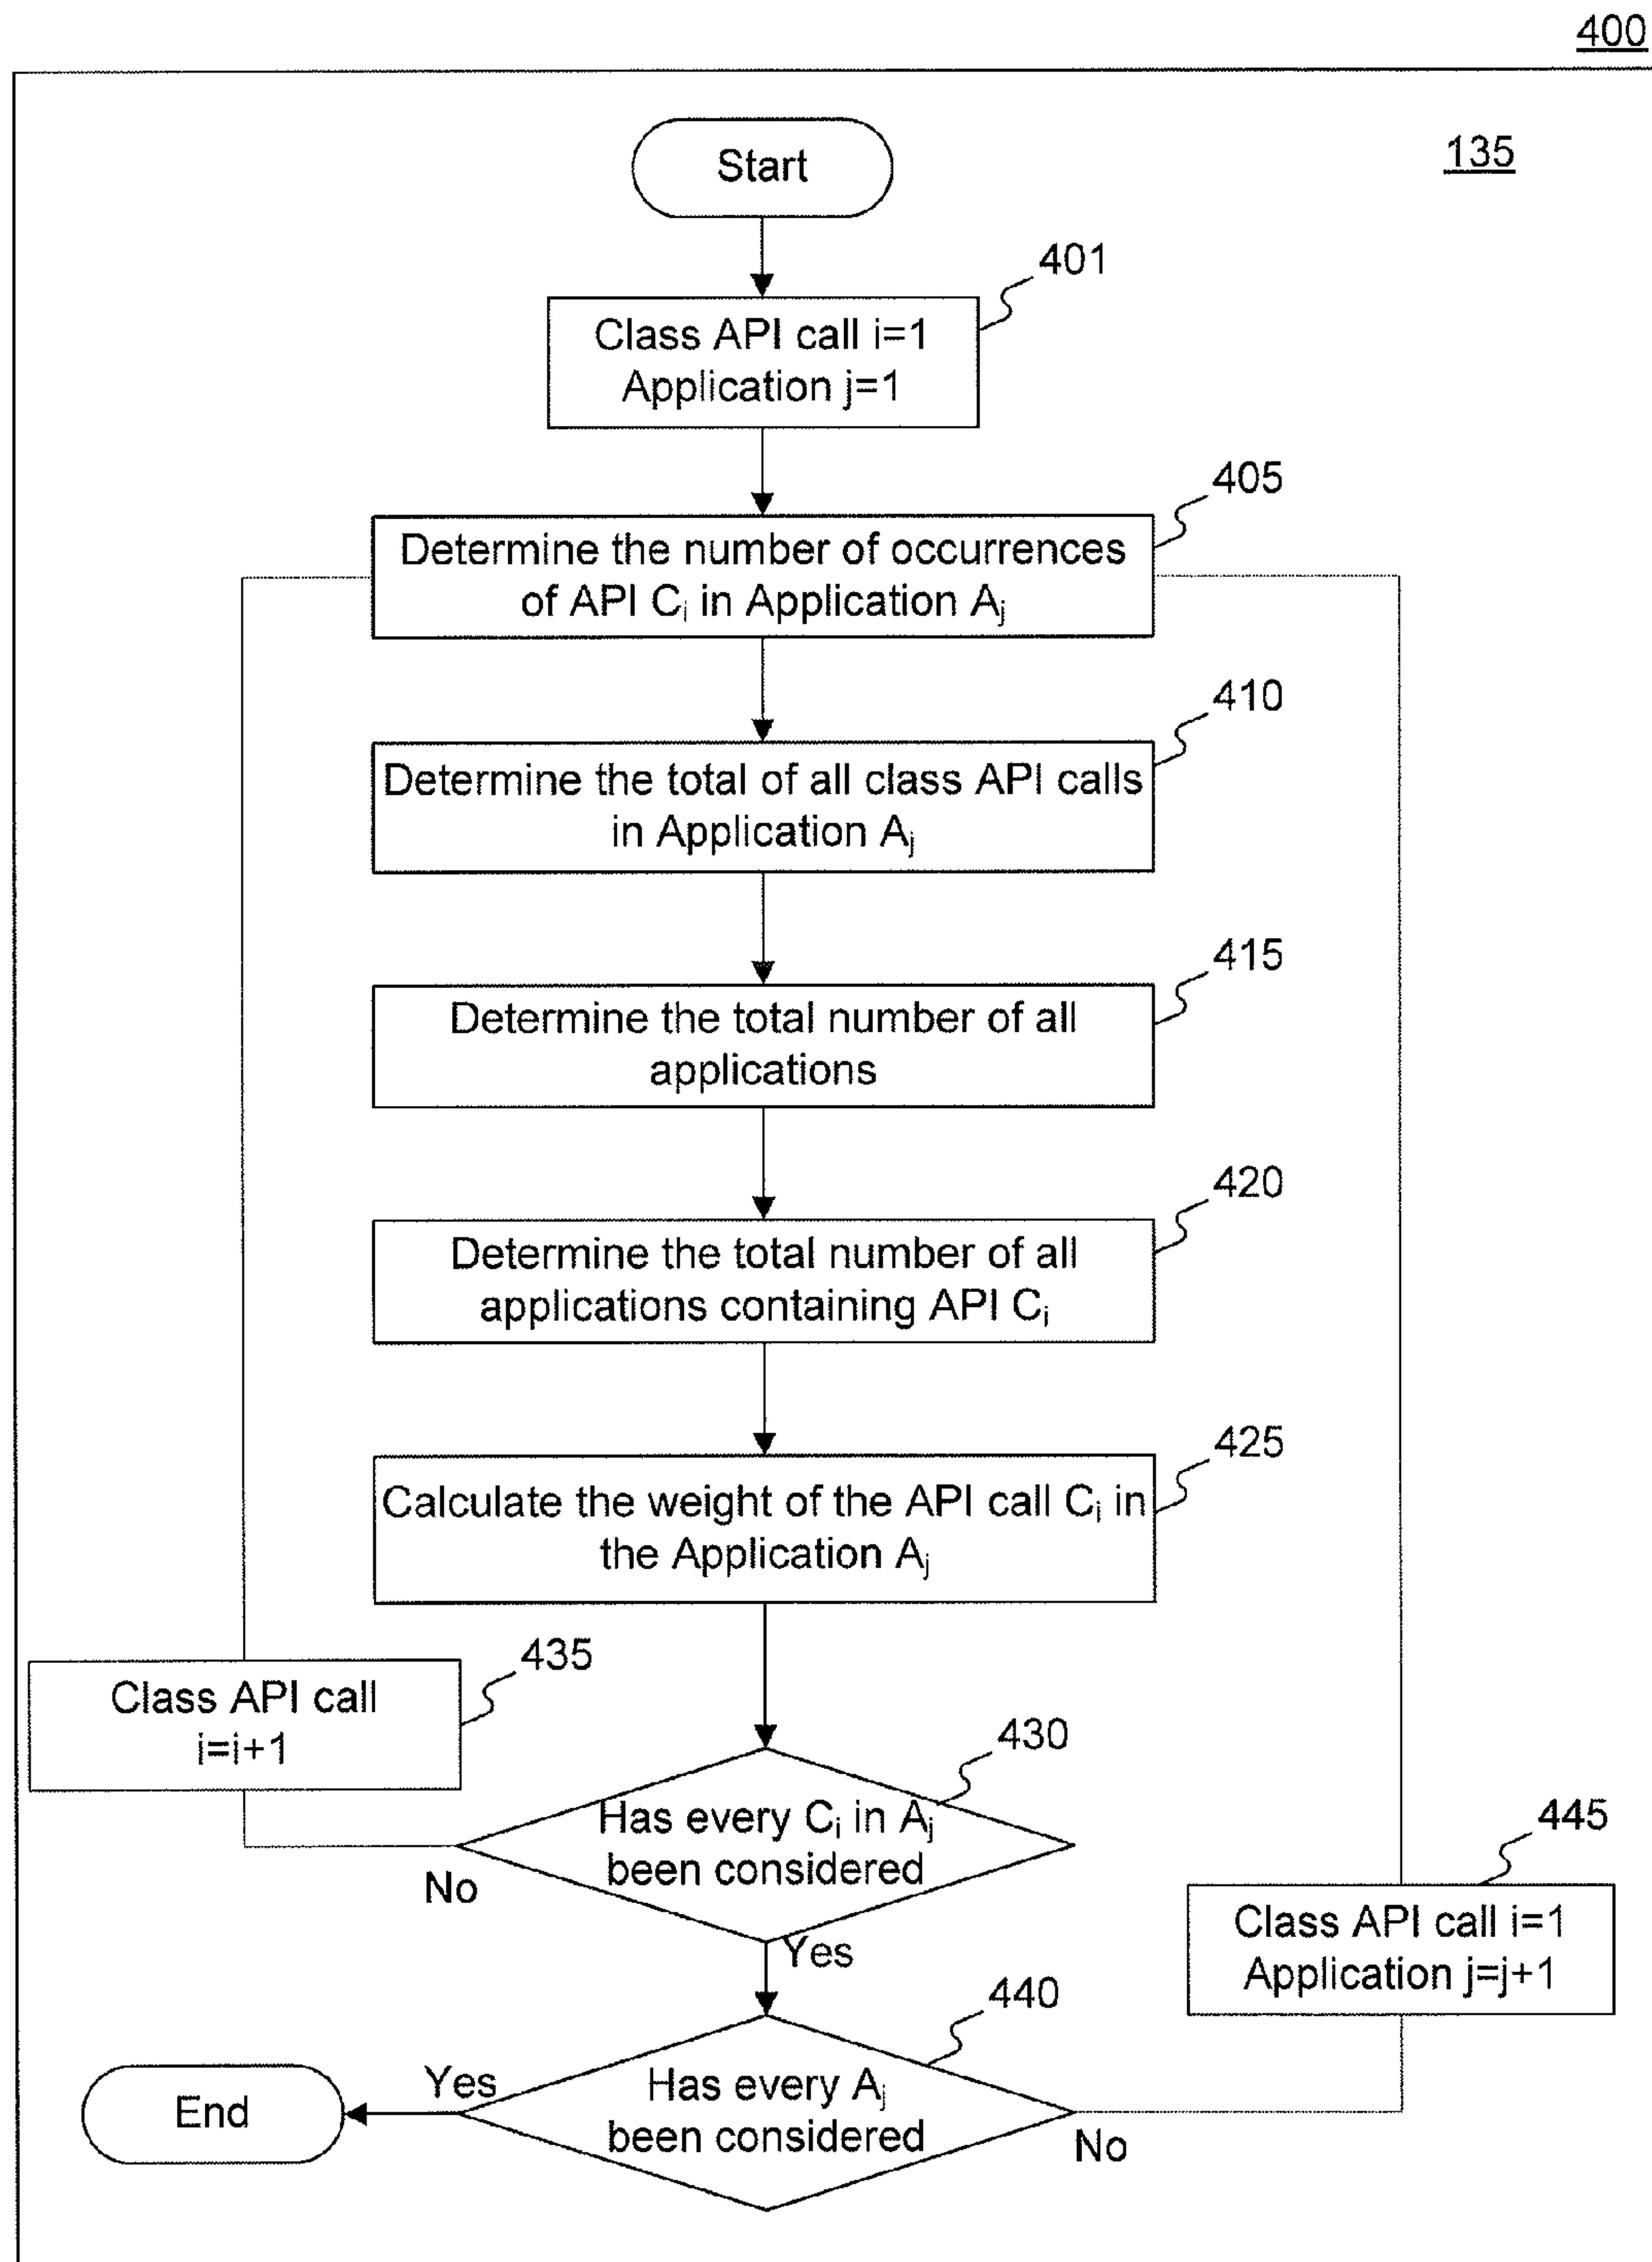 400
135
Start
401
Class API call i=1
Application j=1
405
Determine the number of occurrences
of API Cᵢ in Application Aⱼ
410
Determine the total of all class API calls
in Application Aⱼ
415
Determine the total number of all
applications
420
Determine the total number of all
applications containing API Cᵢ
425
Calculate the weight of the API call Cᵢ in
the Application Aⱼ
435
Class API call
i=i+1
430
Has every Cᵢ in Aⱼ
been considered
No
Yes
445
Class API call i=1
Application j=j+1
440
Has every Aⱼ
been considered
Yes
No
End